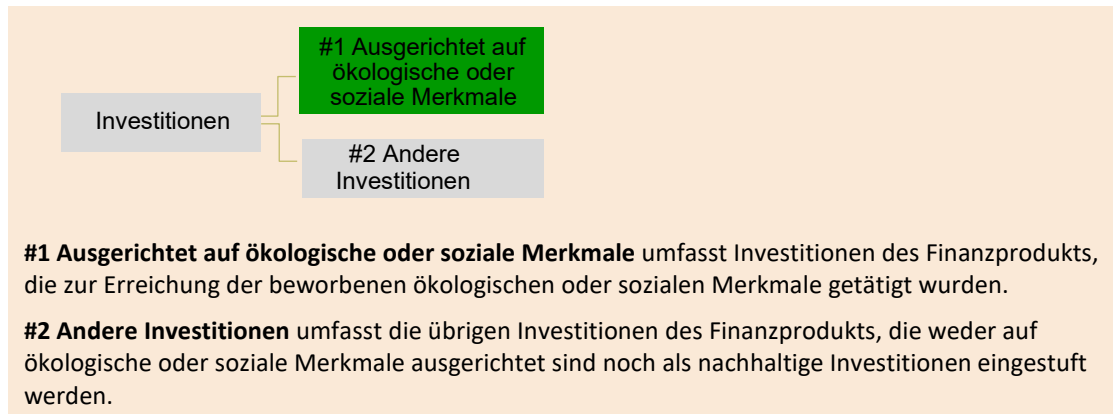 #1 Ausgerichtet auf
ökologische oder
soziale Merkmale
Investitionen
#2 Andere
Investitionen
#1 Ausgerichtet auf ökologische oder soziale Merkmale umfasst Investitionen des Finanzprodukts,
die zur Erreichung der beworbenen ökologischen oder sozialen Merkmale getätigt wurden.
#2 Andere Investitionen umfasst die übrigen Investitionen des Finanzprodukts, die weder auf
ökologische oder soziale Merkmale ausgerichtet sind noch als nachhaltige Investitionen eingestuft
werden.